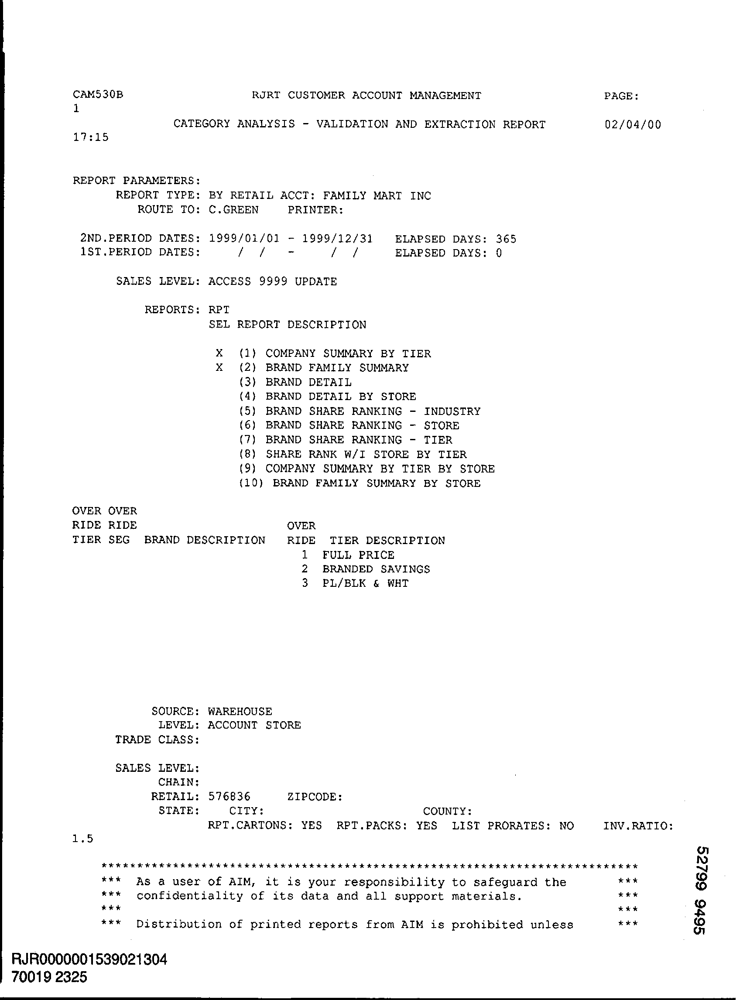 CAM530B RJRT CUSTOMER ACCOUNT MANAGEMENT PAGE:
1
CATEGORY ANALYSIS - VALIDATION AND EXTRACTION REPORT 02/04/00
17:15
REPORT PARAMETERS:
REPORT TYPE: BY RETAIL ACCT: FAMILY MART INC
ROUTE TO: C.GREEN PRINTER:
2ND.PERIOD DATES: 1999/01/01 - 1999/12/31 ELAPSED DAYS: 365
1ST.PERIOD DATES: / / - / / ELAPSED DAYS: 0
SALES LEVEL: ACCESS 9999 UPDATE
REPORTS: RPT
SEL REPORT DESCRIPTION
X (1) COMPANY SUMMARY BY TIER
X (2) BRAND FAMILY SUMMARY
(3) BRAND DETAIL
(4) BRAND DETAIL BY STORE
(5) BRAND SHARE RANKING - INDUSTRY
(6) BRAND SHARE RANKING - STORE
(7) BRAND SHARE RANKING - TIER
(8) SHARE RANK W/I STORE BY TIER
(9) COMPANY SUMMARY BY TIER BY STORE
(10) BRAND FAMILY SUMMARY BY STORE
OVER OVER
RIDE RIDE OVER
TIER SEG BRAND DESCRIPTION RIDE TIER DESCRIPTION
1 FULL PRICE
2 BRANDED SAVINGS
3 PL/BLK & WHT
SOURCE: WAREHOUSE
LEVEL: ACCOUNT STORE
TRADE CLASS:
SALES LEVEL:
CHAIN:
RETAIL: 576836 ZIPCODE:
STATE: CITY: COUNTY:
RPT.CARTONS: YES RPT.PACKS: YES LIST PRORATES: NO INV.RATIO:
1.5
***************************************************************************
*** As a user of AIM, it is your responsibility to safeguard the ***
*** confidentiality of its data and all support materials. ***
*** ***
*** Distribution of printed reports from AIM is prohibited unless ***
52799 9495
RJR0000001539021304
70019 2325